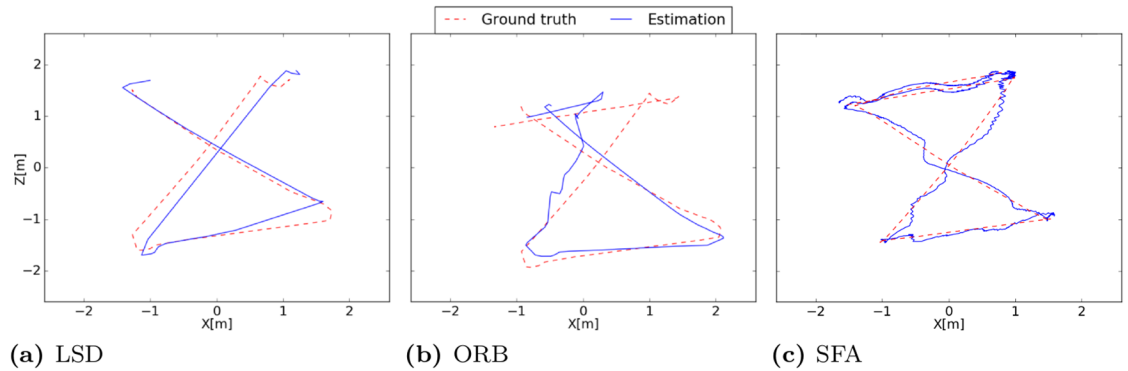 Ground truth Estimation
2
1
0
−1
−2
Z[m]
−2 −1 0 1 2
X[m]
−2 −1 0 1 2
X[m]
−2 −1 0 1 2
X[m]
(a) LSD
(b) ORB
(c) SFA